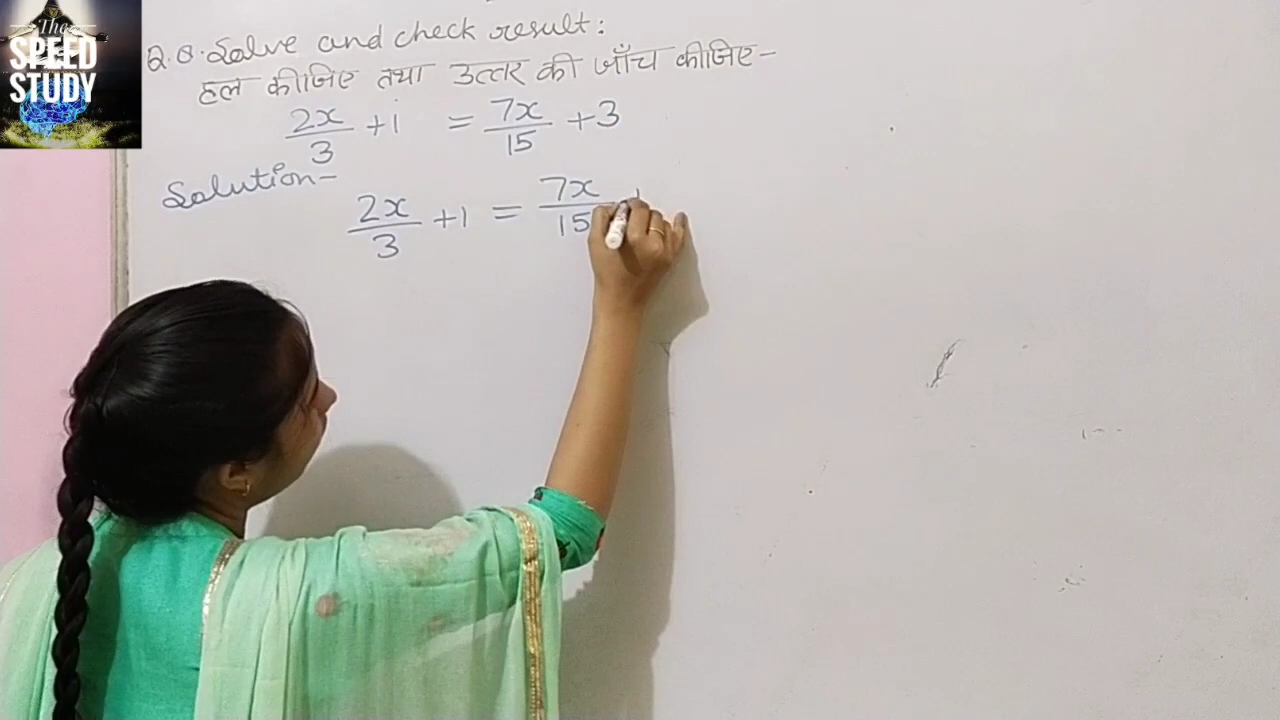 The
SPEED
STUDY
Q.8. Solve and check result:
हल कीजिए तथा उत्तर की जाँच कीजिए-
2x/3 +1 = 7x/15 +3
Solution-
2x/3 +1 = 7x/15 +